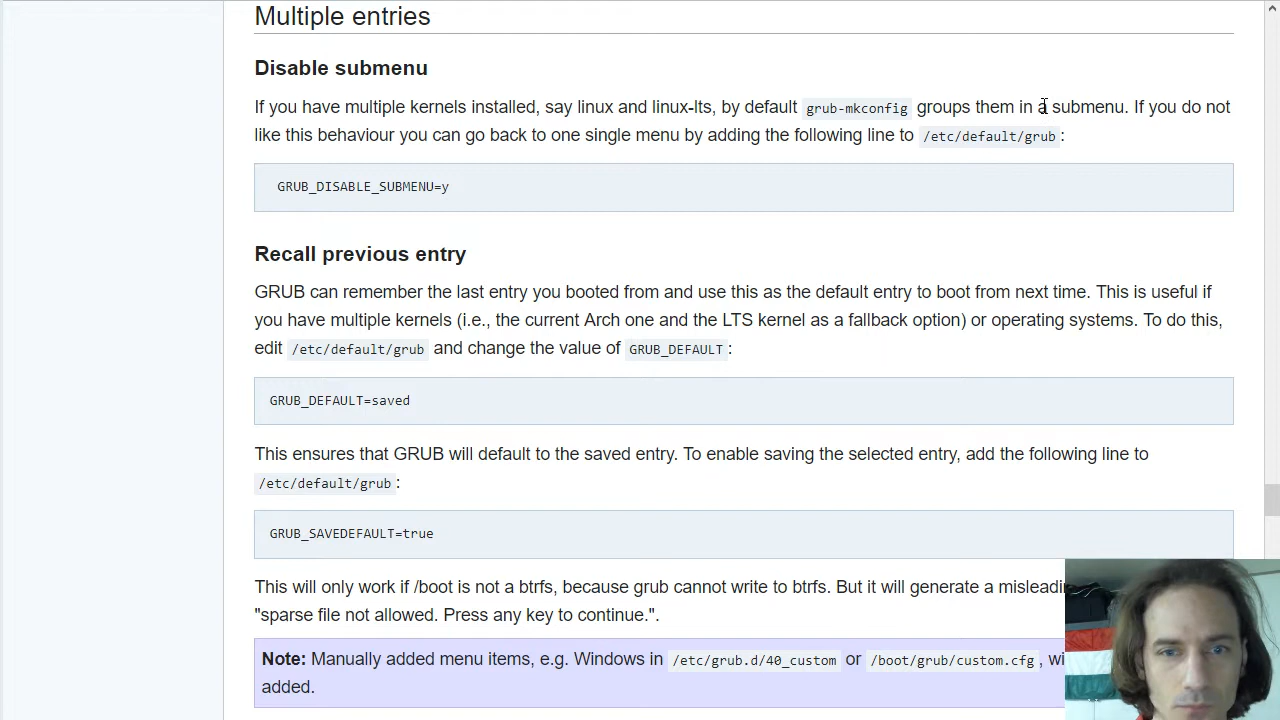 Multiple entries
Disable submenu
If you have multiple kernels installed, say linux and linux-lts, by default grub-mkconfig groups them in a submenu. If you do not
like this behaviour you can go back to one single menu by adding the following line to /etc/default/grub:
GRUB_DISABLE_SUBMENU=y
Recall previous entry
GRUB can remember the last entry you booted from and use this as the default entry to boot from next time. This is useful if
you have multiple kernels (i.e., the current Arch one and the LTS kernel as a fallback option) or operating systems. To do this,
edit /etc/default/grub and change the value of GRUB_DEFAULT:
GRUB_DEFAULT=saved
This ensures that GRUB will default to the saved entry. To enable saving the selected entry, add the following line to
/etc/default/grub:
GRUB_SAVEDEFAULT=true
This will only work if /boot is not a btrfs, because grub cannot write to btrfs. But it will generate a
"sparse file not allowed. Press any key to continue.".
Note: Manually added menu items, e.g. Windows in /etc/grub.d/40_custom or /boot/grub/custom.cfg,
added.